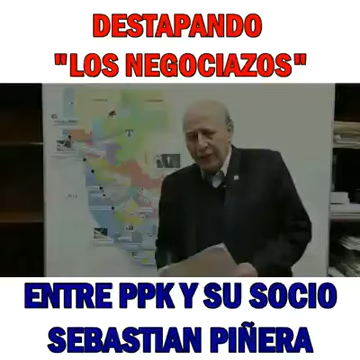 DESTAPANDO
"LOS NEGOCIAZOS"
ENTRE PPK Y SU SOCIO
SEBASTIAN PIÑERA